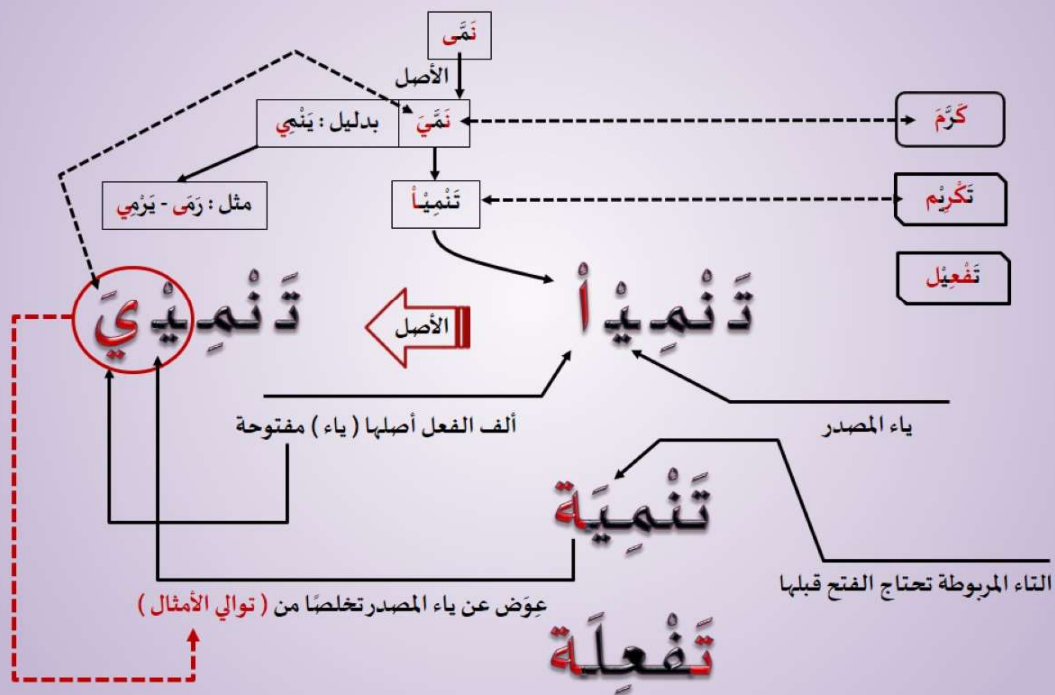 نَمَّى
الأصل
كَرَّمَ
نَمَّيَ
بدليل : يَنْمِي
تَكْرِيْم
تَنْمِيْاْ
مثل : رَمَى - يَرْمِي
تَفْعِيْل
تَنْمِيْاْ
الأصل
تَنْمِيْيَ
ياء المصدر
ألف الفعل أصلها ( ياء ) مفتوحة
تَنْمِيَة
التاء المربوطة تحتاج الفتح قبلها
عِوَض عن ياء المصدر تخلصًا من ( توالي الأمثال )
تَفْعِلَة